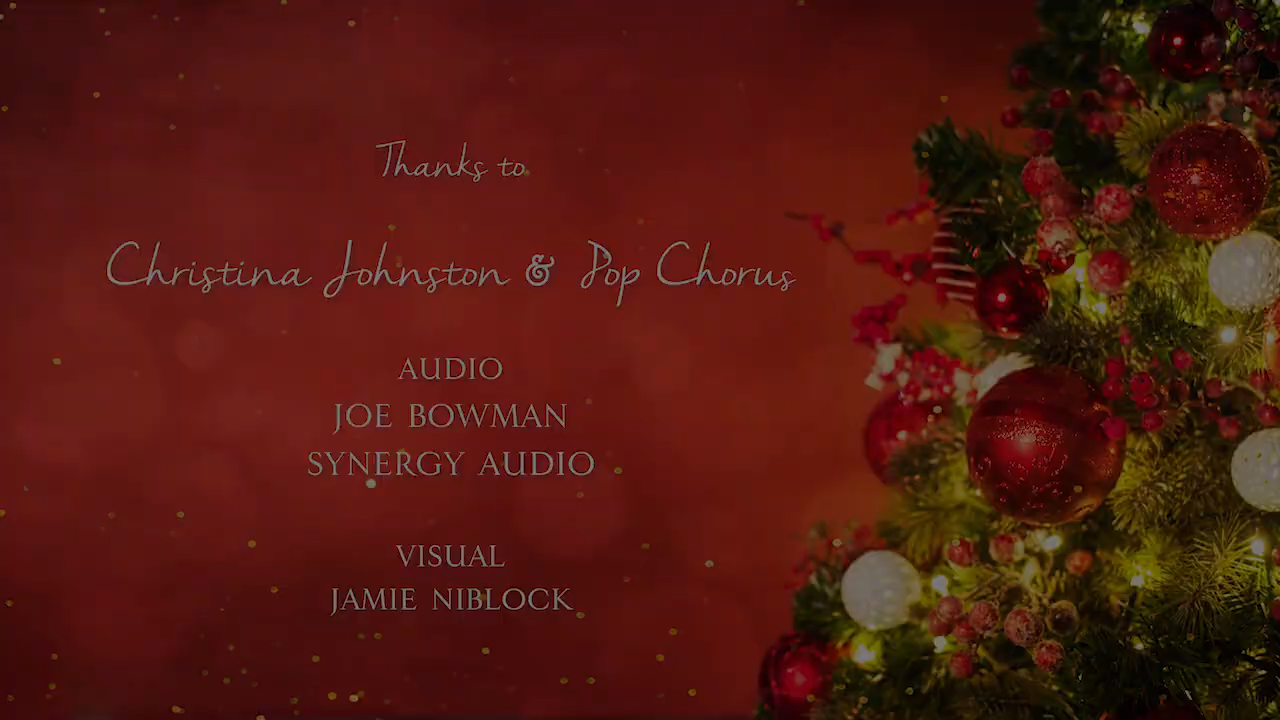 Thanks to
Christina Johnston & Pop Chorus
AUDIO
JOE BOWMAN
SYNERGY AUDIO
VISUAL
JAMIE NIBLOCK